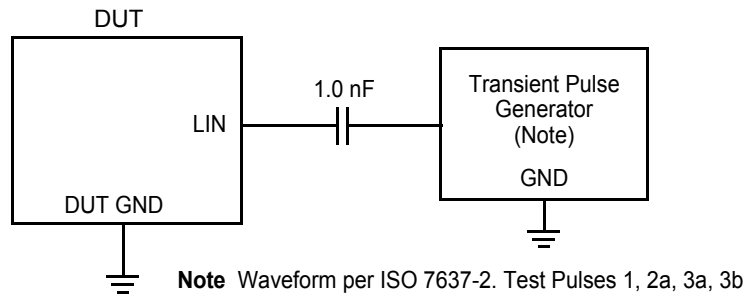 DUT
1.0 nF
Transient Pulse
Generator
(Note)
LIN
GND
DUT GND
Note Waveform per ISO 7637-2. Test Pulses 1, 2a, 3a, 3b